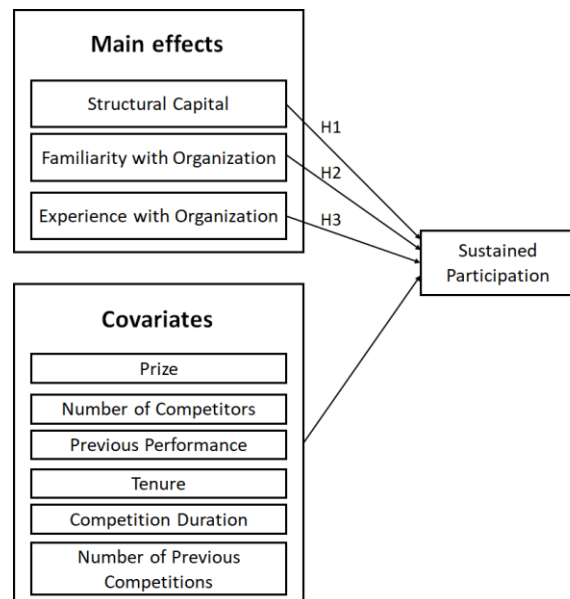 Main effects
Structural Capital
H1
Familiarity with Organization
H2
Experience with Organization
H3
Sustained
Participation
Covariates
Prize
Number of Competitors
Previous Performance
Tenure
Competition Duration
Number of Previous
Competitions